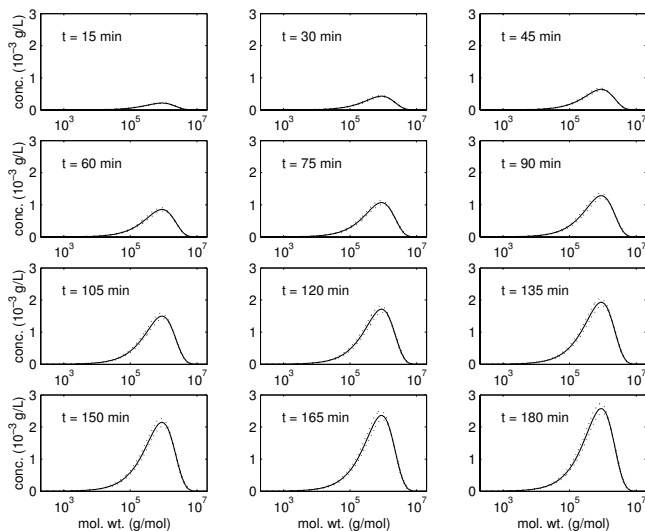 3
2
1
0
conc. (10⁻³ g/L)
t = 15 min
10³ 10⁵ 10⁷
3
2
1
0
t = 30 min
10³ 10⁵ 10⁷
3
2
1
0
t = 45 min
10³ 10⁵ 10⁷
3
2
1
0
conc. (10⁻³ g/L)
t = 60 min
10³ 10⁵ 10⁷
3
2
1
0
t = 75 min
10³ 10⁵ 10⁷
3
2
1
0
t = 90 min
10³ 10⁵ 10⁷
3
2
1
0
conc. (10⁻³ g/L)
t = 105 min
10³ 10⁵ 10⁷
3
2
1
0
t = 120 min
10³ 10⁵ 10⁷
3
2
1
0
t = 135 min
10³ 10⁵ 10⁷
3
2
1
0
conc. (10⁻³ g/L)
t = 150 min
10³ 10⁵ 10⁷
mol. wt. (g/mol)
3
2
1
0
t = 165 min
10³ 10⁵ 10⁷
mol. wt. (g/mol)
3
2
1
0
t = 180 min
10³ 10⁵ 10⁷
mol. wt. (g/mol)